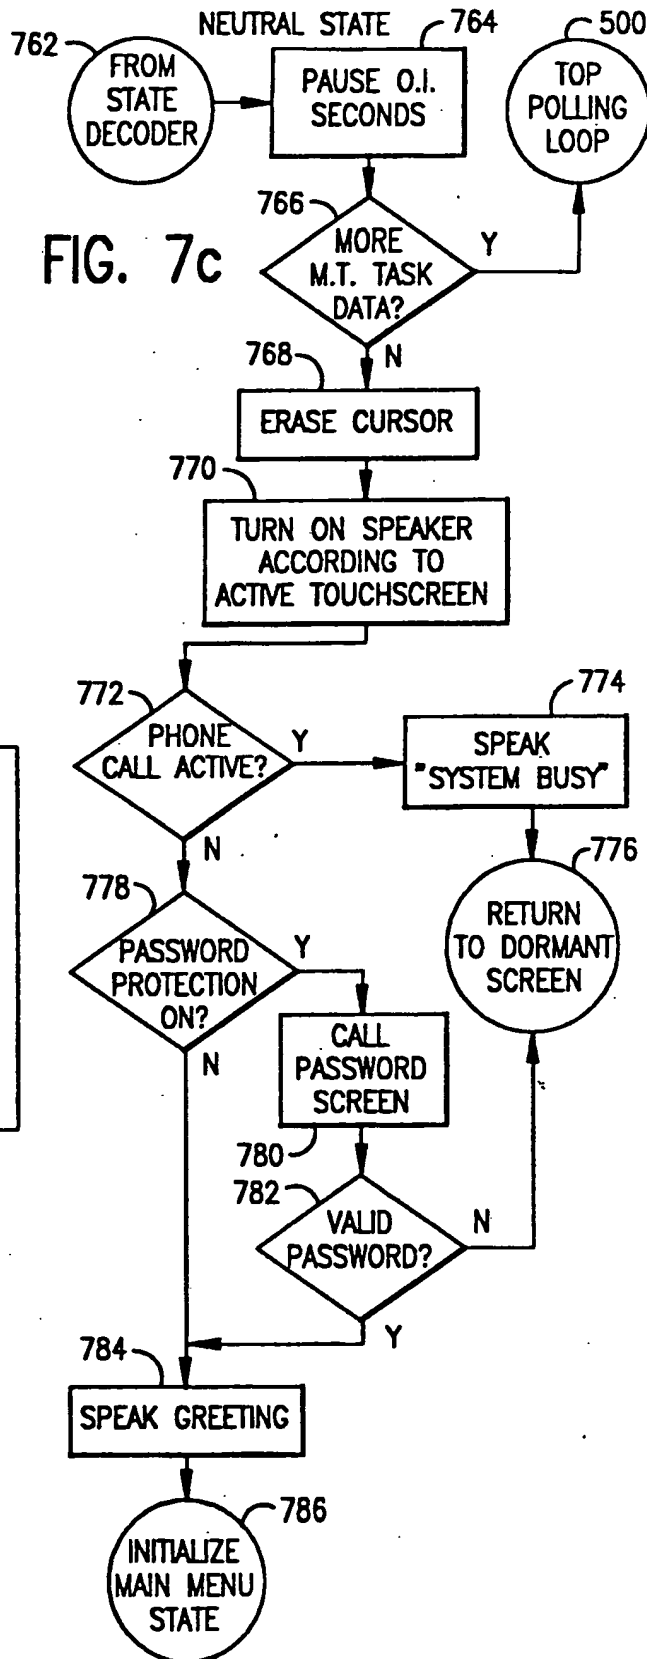 NEUTRAL STATE
762
FROM
STATE
DECODER
764
PAUSE O.I.
SECONDS
500
TOP
POLLING
LOOP
FIG. 7c
766
MORE
M.T. TASK
DATA?
Y
N
768
ERASE CURSOR
770
TURN ON SPEAKER
ACCORDING TO
ACTIVE TOUCHSCREEN
772
PHONE
CALL ACTIVE?
Y
N
774
SPEAK
"SYSTEM BUSY"
776
RETURN
TO DORMANT
SCREEN
778
PASSWORD
PROTECTION
ON?
Y
N
CALL
PASSWORD
SCREEN
780
782
VALID
PASSWORD?
N
Y
784
SPEAK GREETING
786
INITIALIZE
MAIN MENU
STATE